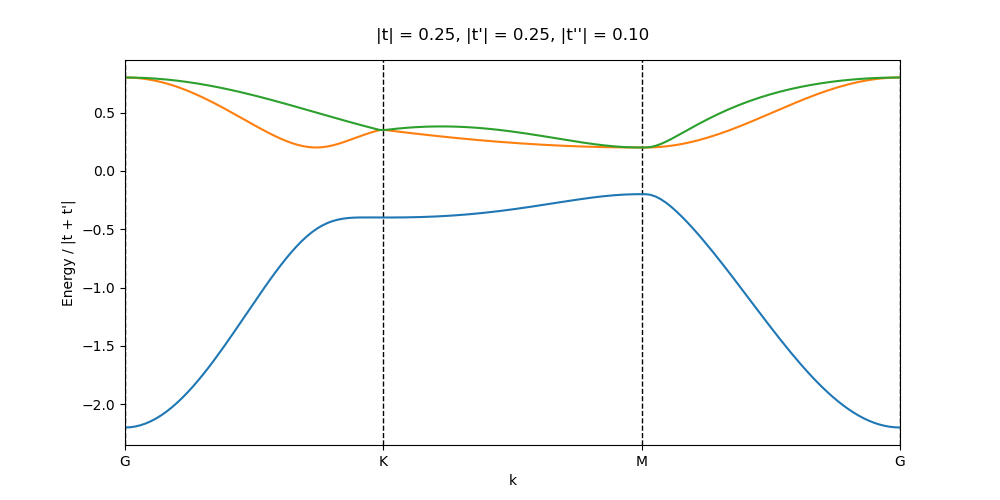 |t| = 0.25, |t'| = 0.25, |t''| = 0.10
Energy / |t + t'|
0.5
0.0
−0.5
−1.0
−1.5
−2.0
G
K
M
G
k